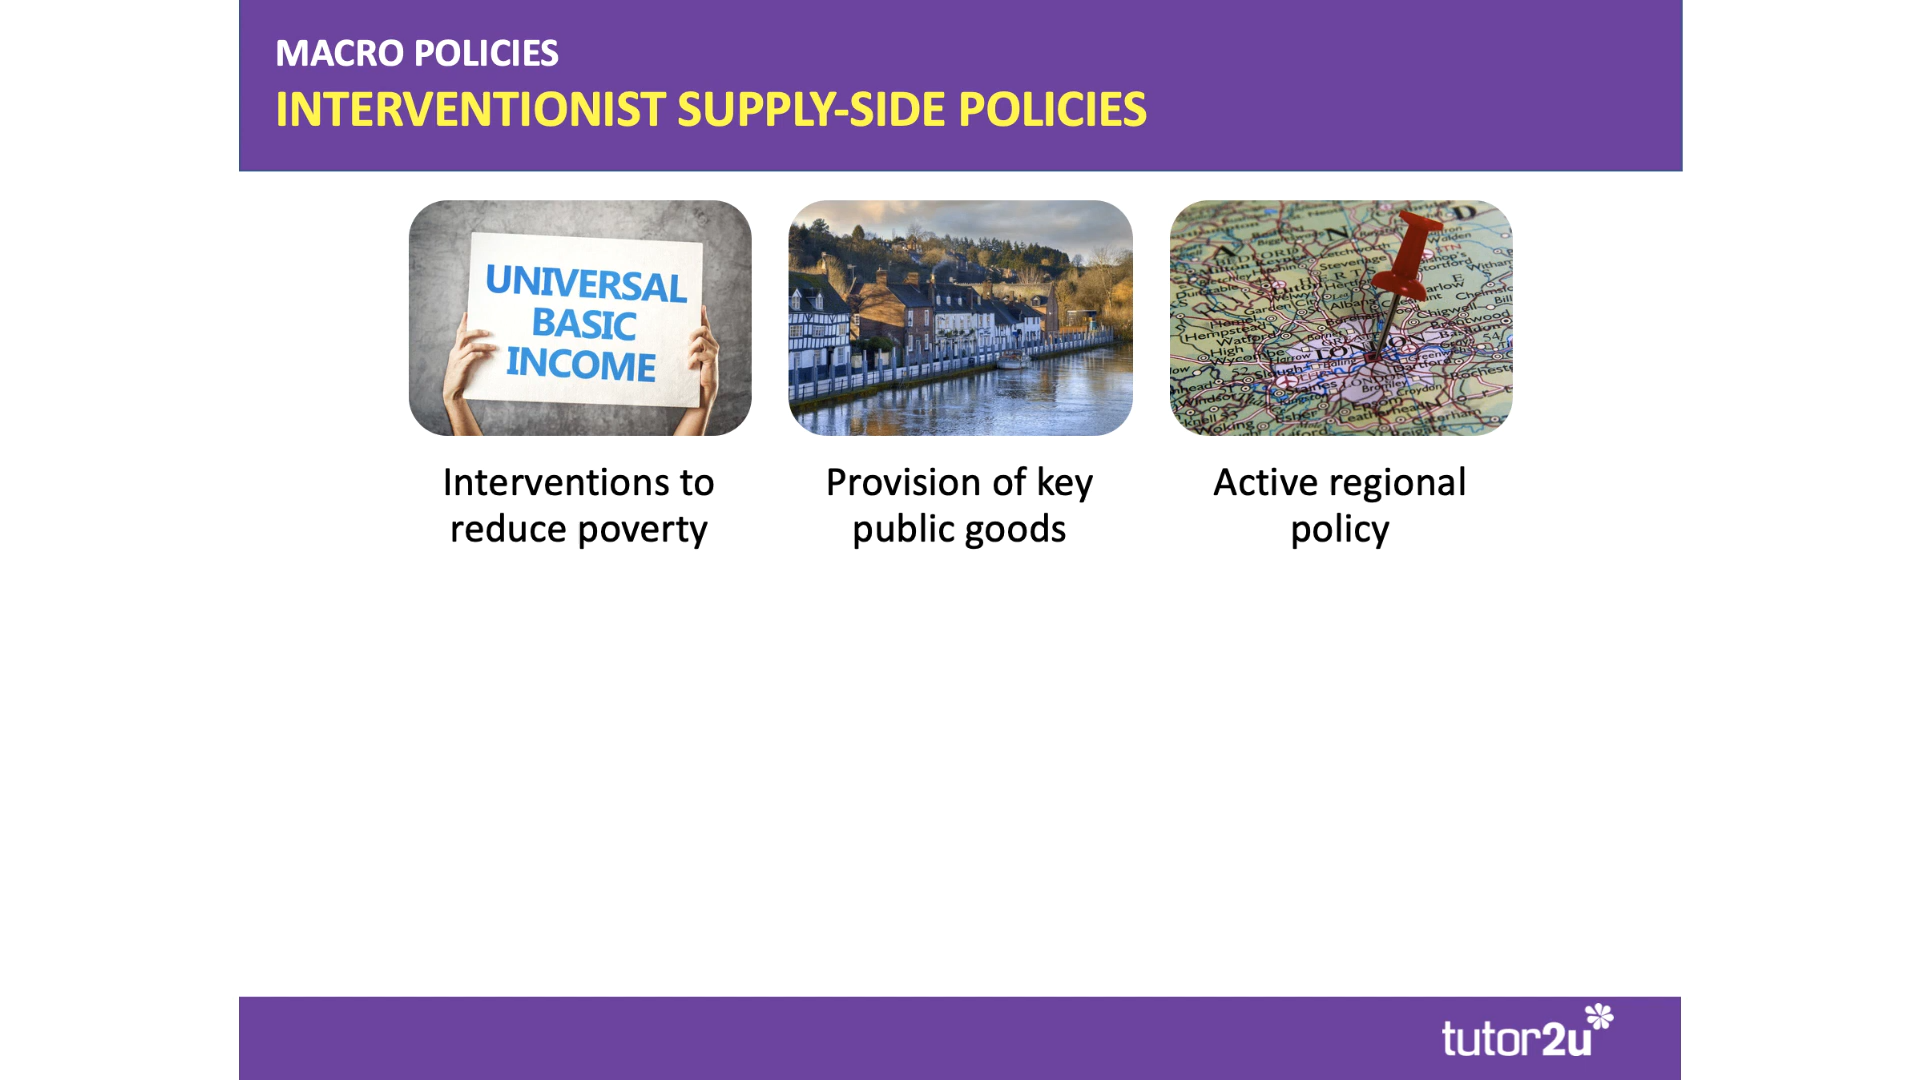 MACRO POLICIES
INTERVENTIONIST SUPPLY-SIDE POLICIES
UNIVERSAL
BASIC
INCOME
LONDON
Interventions to
reduce poverty
Provision of key
public goods
Active regional
policy
tutor2u